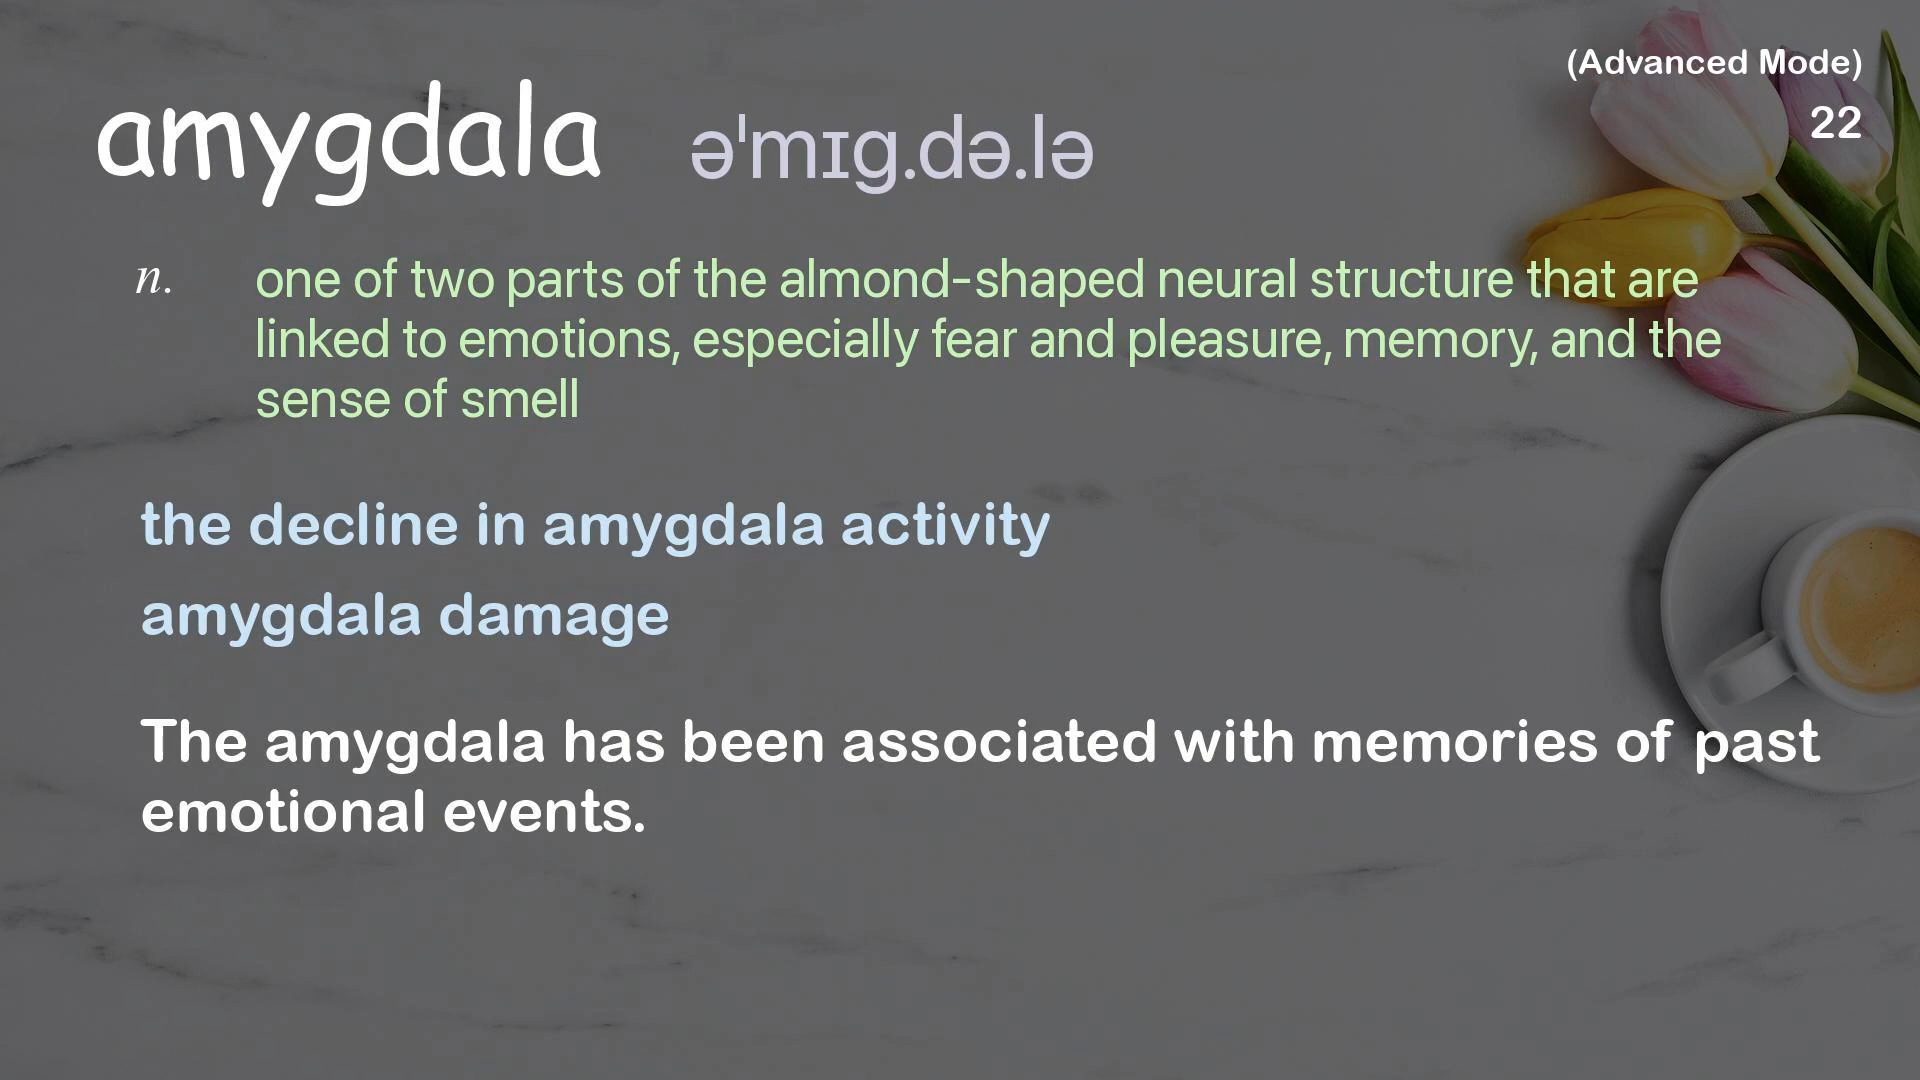 (Advanced Mode)
22
amygdala əˈmɪg.də.lə
n. one of two parts of the almond-shaped neural structure that are
linked to emotions, especially fear and pleasure, memory, and the
sense of smell
the decline in amygdala activity
amygdala damage
The amygdala has been associated with memories of past
emotional events.